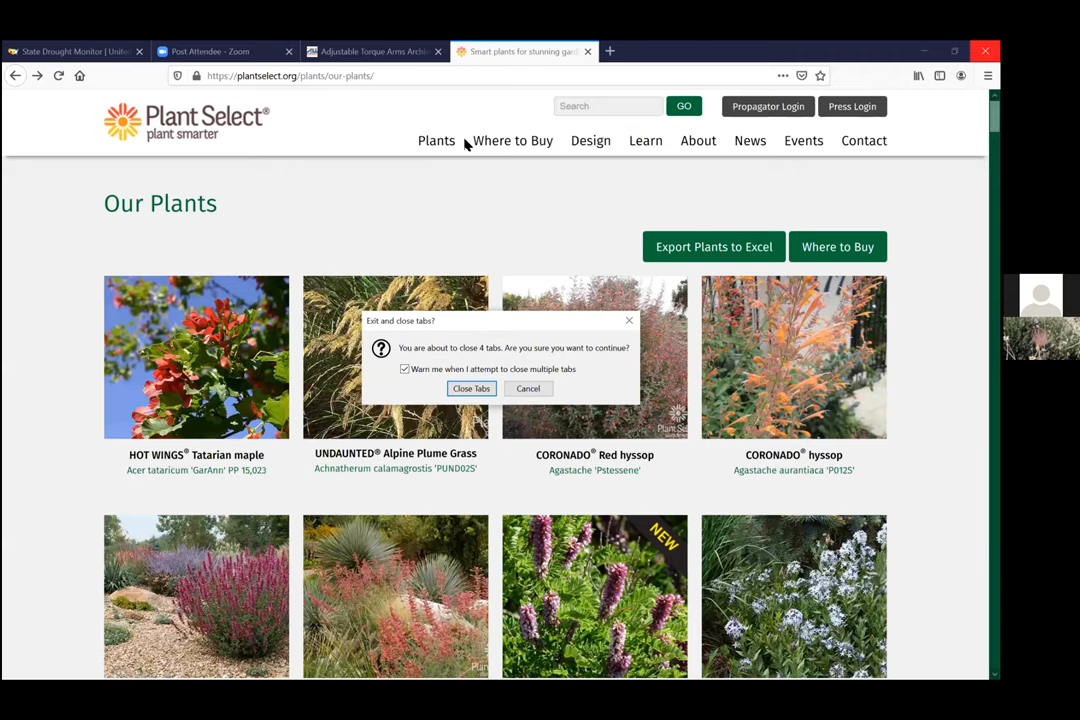 State Drought Monitor | United
Post Attendee - Zoom
Adjustable Torque Arms Archi
Smart plants for stunning gard
https://plantselect.org/plants/our-plants/
Plant Select®
plant smarter
Search
GO
Propagator Login
Press Login
Plants
Where to Buy
Design
Learn
About
News
Events
Contact
Our Plants
Export Plants to Excel
Where to Buy
Exit and close tabs?
You are about to close 4 tabs. Are you sure you want to continue?
Warn me when I attempt to close multiple tabs
Close Tabs
Cancel
HOT WINGS® Tatarian maple
Acer tataricum 'GarAnn' PP 15,023
UNDAUNTED® Alpine Plume Grass
Achnatherum calamagrostis 'PUND02S'
CORONADO® Red hyssop
Agastache 'Pstessene'
CORONADO® hyssop
Agastache aurantiaca 'P012S'
NEW